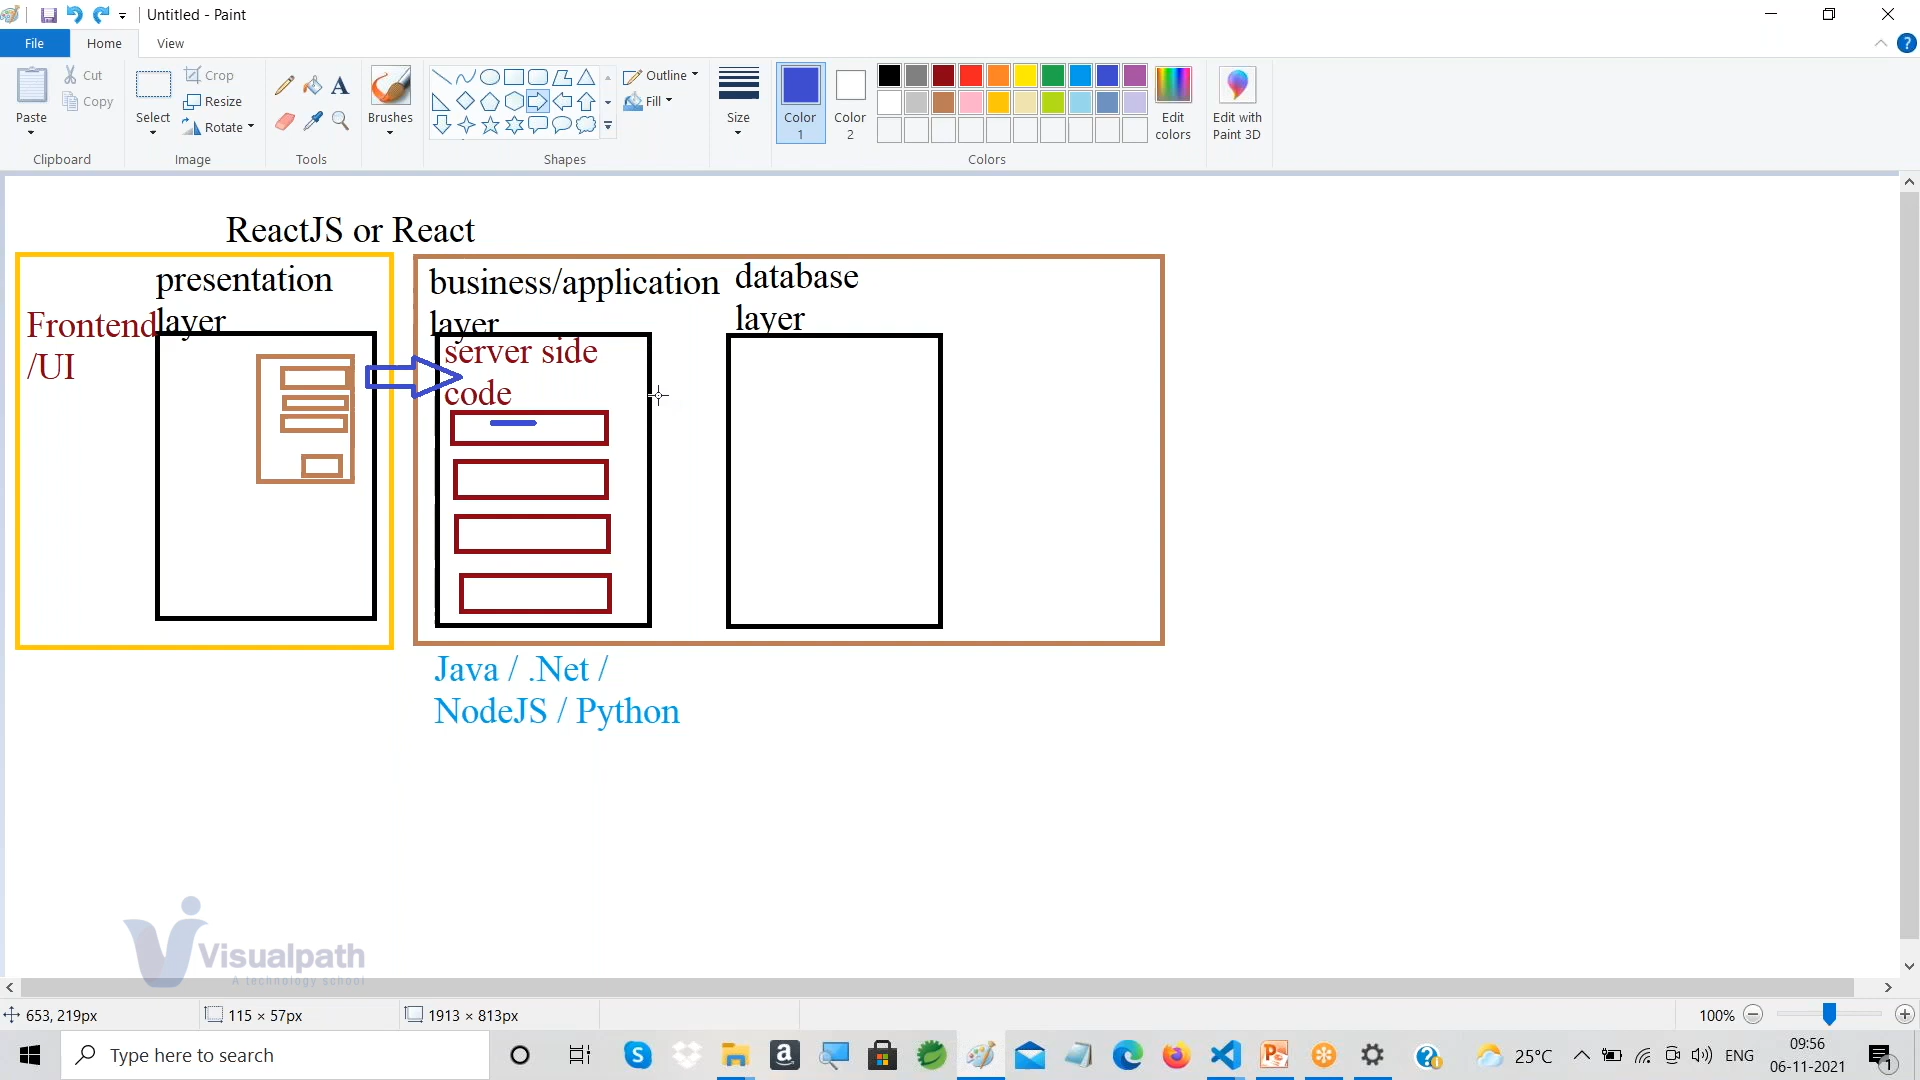 Untitled - Paint
File Home View
Paste
Cut
Copy
Clipboard
Select
Crop
Resize
Rotate
Image
Tools
Brushes
Outline
Fill
Shapes
Size
Color 1
Color 2
Edit colors
Edit with Paint 3D
Colors
ReactJS or React
presentation
layer
Frontend
/UI
business/application
layer
database
layer
server side
code
Java / .Net /
NodeJS / Python
Visualpath
A technology school
653, 219px
115 × 57px
1913 × 813px
100%
Type here to search
25°C
ENG
09:56
06-11-2021
1